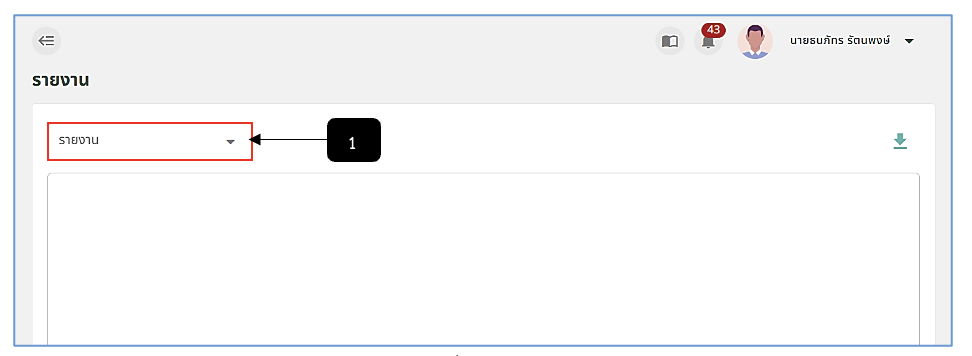 43
นายธนภัทร รัตนพงษ์
รายงาน
รายงาน
1